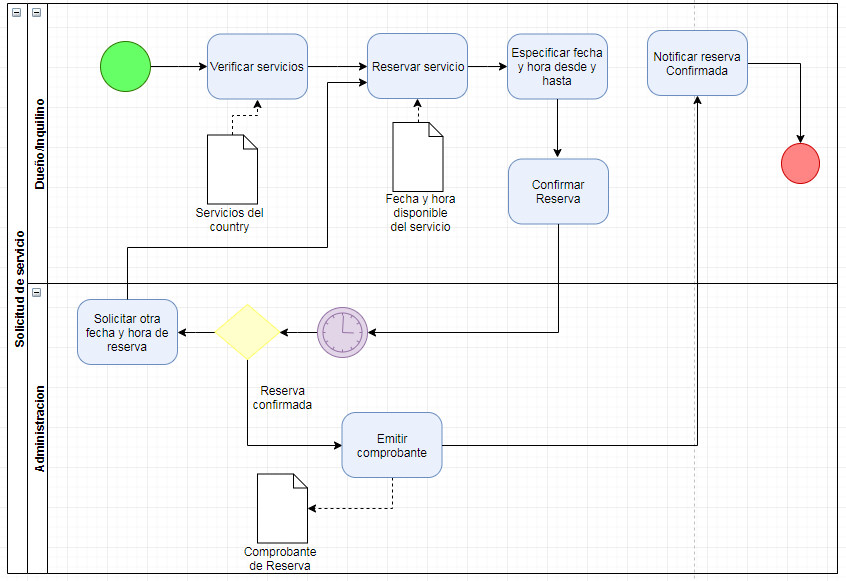 Solicitud de servicio
Dueño/Inquilino
Verificar servicios
Reservar servicio
Especificar fecha
y hora desde y
hasta
Notificar reserva
Confirmada
Servicios del
country
Fecha y hora
disponible
del servicio
Confirmar
Reserva
Administracion
Solicitar otra
fecha y hora de
reserva
Reserva
confirmada
Emitir
comprobante
Comprobante
de Reserva